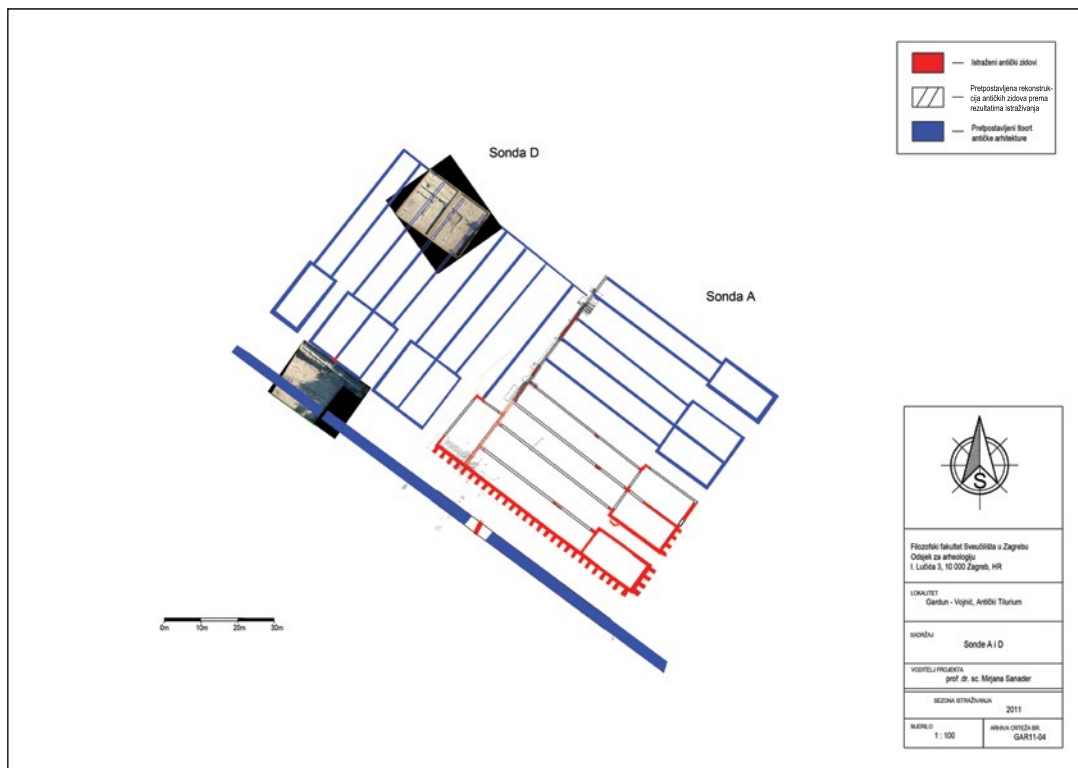 Istraženi antički zidovi
Pretpostavljena rekonstruk-
cija antičkih zidova prema
rezultatima istraživanja
Pretpostavljeni tlocrt
antičke arhitekture
Sonda D
Sonda A
0m 10m 20m 30m
S
Filozofski fakultet Sveučilišta u Zagrebu
Odsjek za arheologiju
I. Lučića 3, 10 000 Zagreb, HR
LOKALITET
Gardun - Vojnić, Antički Tilurium
SADRŽAJ
Sonde A i D
VODITELJ PROJEKTA
prof .dr. sc. Mirjana Sanader
SEZONA ISTRAŽIVANJA
2011
MJERILO
1 : 100
ARHIVA CRTEŽA BR.
GAR11-04